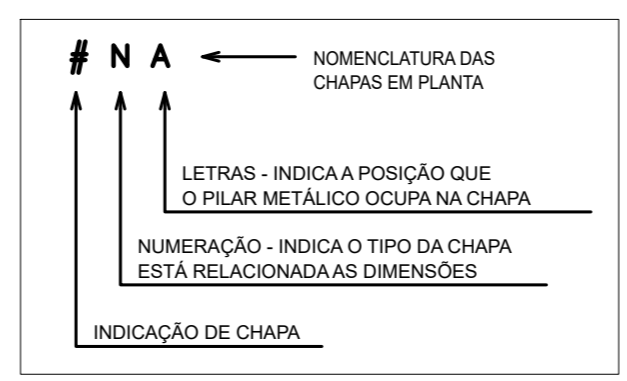 # N A
NOMENCLATURA DAS
CHAPAS EM PLANTA
LETRAS - INDICA A POSIÇÃO QUE
O PILAR METÁLICO OCUPA NA CHAPA
NUMERAÇÃO - INDICA O TIPO DA CHAPA
ESTÁ RELACIONADA AS DIMENSÕES
INDICAÇÃO DE CHAPA